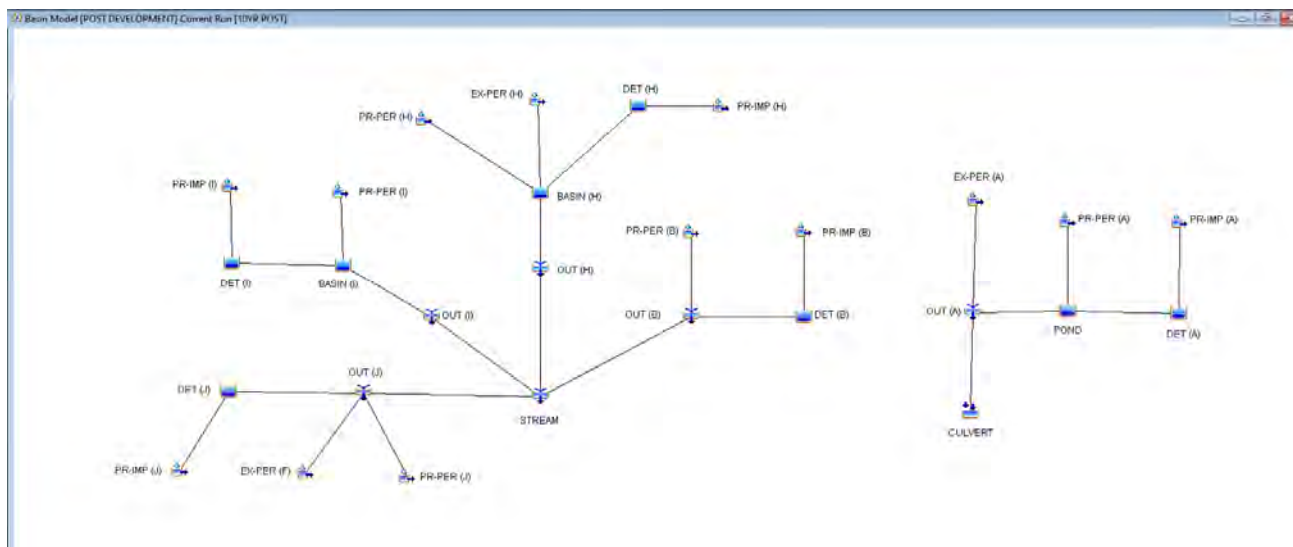 Basin Model [POST DEVELOPMENT] Current Run [10YR POST]
EX-PER (H)
DET (H)
PR-IMP (H)
PR-PER (H)
PR-IMP (I)
PR-PER (I)
BASIN (H)
EX-PER (A)
PR-PER (A)
PR-IMP (A)
PR-PER (B)
PR-IMP (B)
DET (I)
BASIN (I)
OUT (H)
OUT (I)
OUT (B)
DET (B)
OUT (A)
POND
DET (A)
OUT (J)
DET (J)
STREAM
CULVERT
PR-IMP (J)
EX-PER (F)
PR-PER (J)